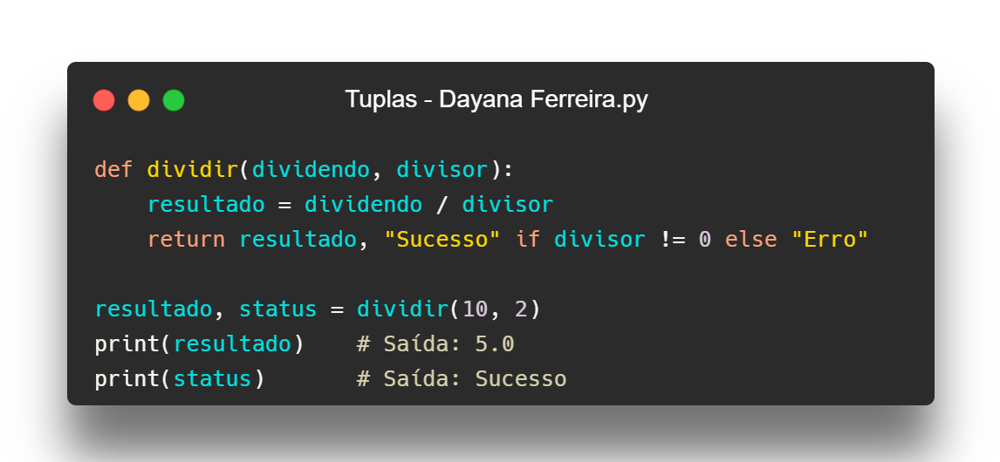 Tuplas - Dayana Ferreira.py
def dividir(dividendo, divisor):
    resultado = dividendo / divisor
    return resultado, "Sucesso" if divisor != 0 else "Erro"
resultado, status = dividir(10, 2)
print(resultado)    # Saída: 5.0
print(status)       # Saída: Sucesso